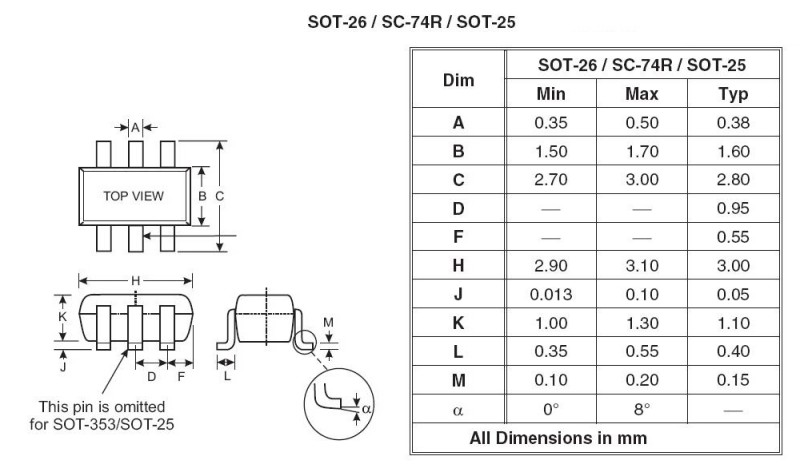 SOT-26 / SC-74R / SOT-25
A
TOP VIEW
B C
H
K
M
J
D F
L
α
This pin is omitted
for SOT-353/SOT-25
Dim SOT-26 / SC-74R / SOT-25
Min Max Typ
A 0.35 0.50 0.38
B 1.50 1.70 1.60
C 2.70 3.00 2.80
D — — 0.95
F — — 0.55
H 2.90 3.10 3.00
J 0.013 0.10 0.05
K 1.00 1.30 1.10
L 0.35 0.55 0.40
M 0.10 0.20 0.15
α 0° 8° —
All Dimensions in mm